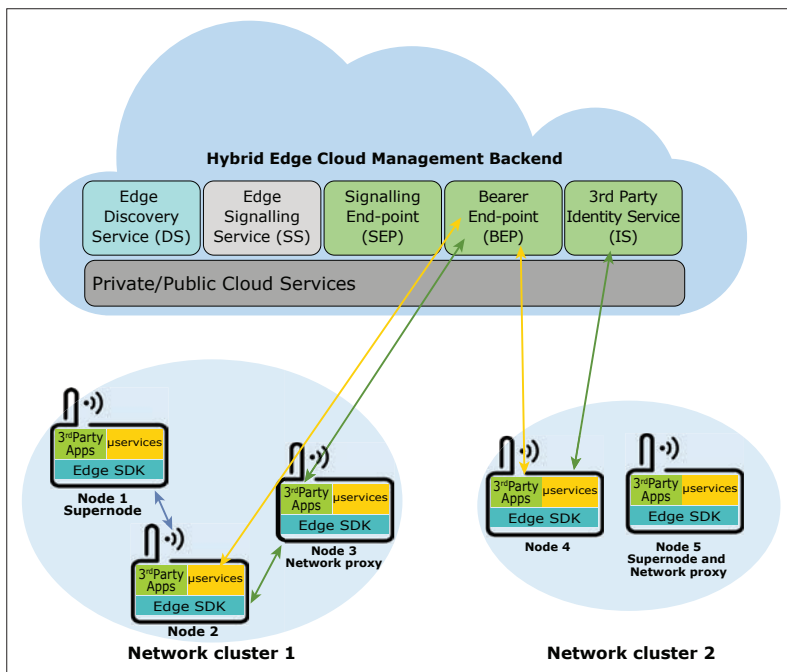 Hybrid Edge Cloud Management Backend
Edge
Discovery
Service (DS)
Edge
Signalling
Service (SS)
Signalling
End-point
(SEP)
Bearer
End-point
(BEP)
3rd Party
Identity Service
(IS)
Private/Public Cloud Services
3rdParty
Apps
µservices
Edge SDK
Node 1
Supernode
3rdParty
Apps
µservices
Edge SDK
Node 2
3rdParty
Apps
µservices
Edge SDK
Node 3
Network proxy
Network cluster 1
3rdParty
Apps
µservices
Edge SDK
Node 4
3rdParty
Apps
µservices
Edge SDK
Node 5
Supernode and
Network proxy
Network cluster 2